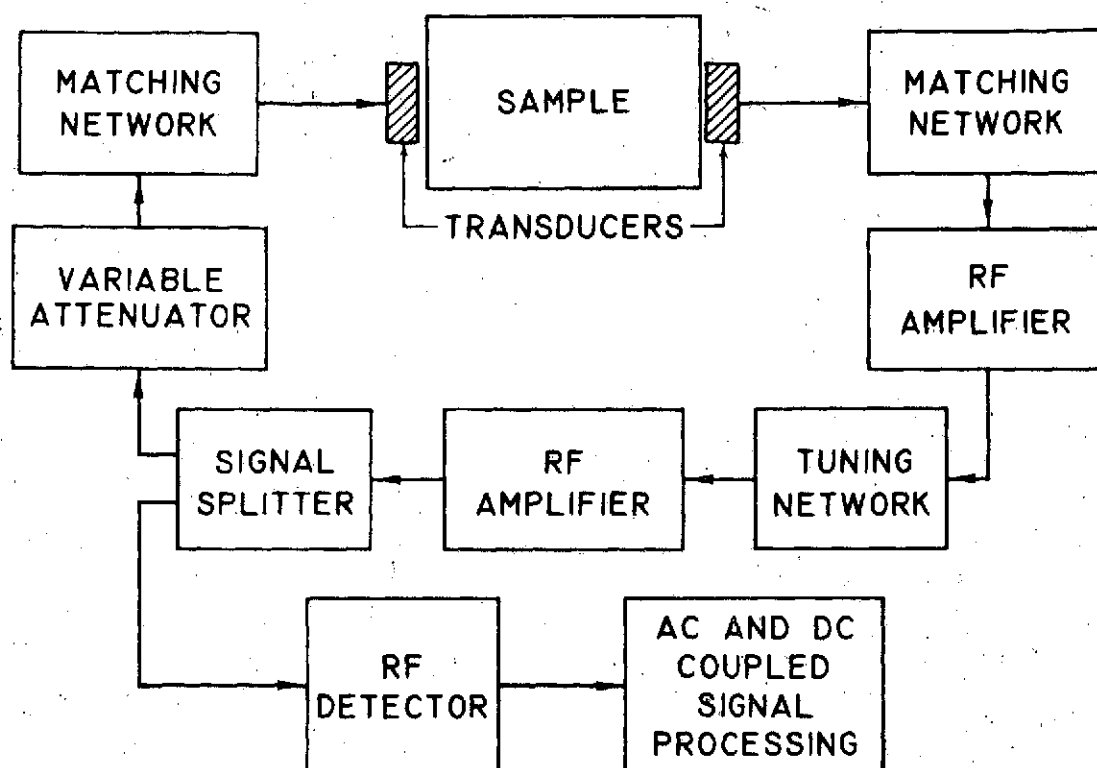 MATCHING
NETWORK
SAMPLE
MATCHING
NETWORK
TRANSDUCERS
VARIABLE
ATTENUATOR
RF
AMPLIFIER
SIGNAL
SPLITTER
RF
AMPLIFIER
TUNING
NETWORK
RF
DETECTOR
AC AND DC
COUPLED
SIGNAL
PROCESSING